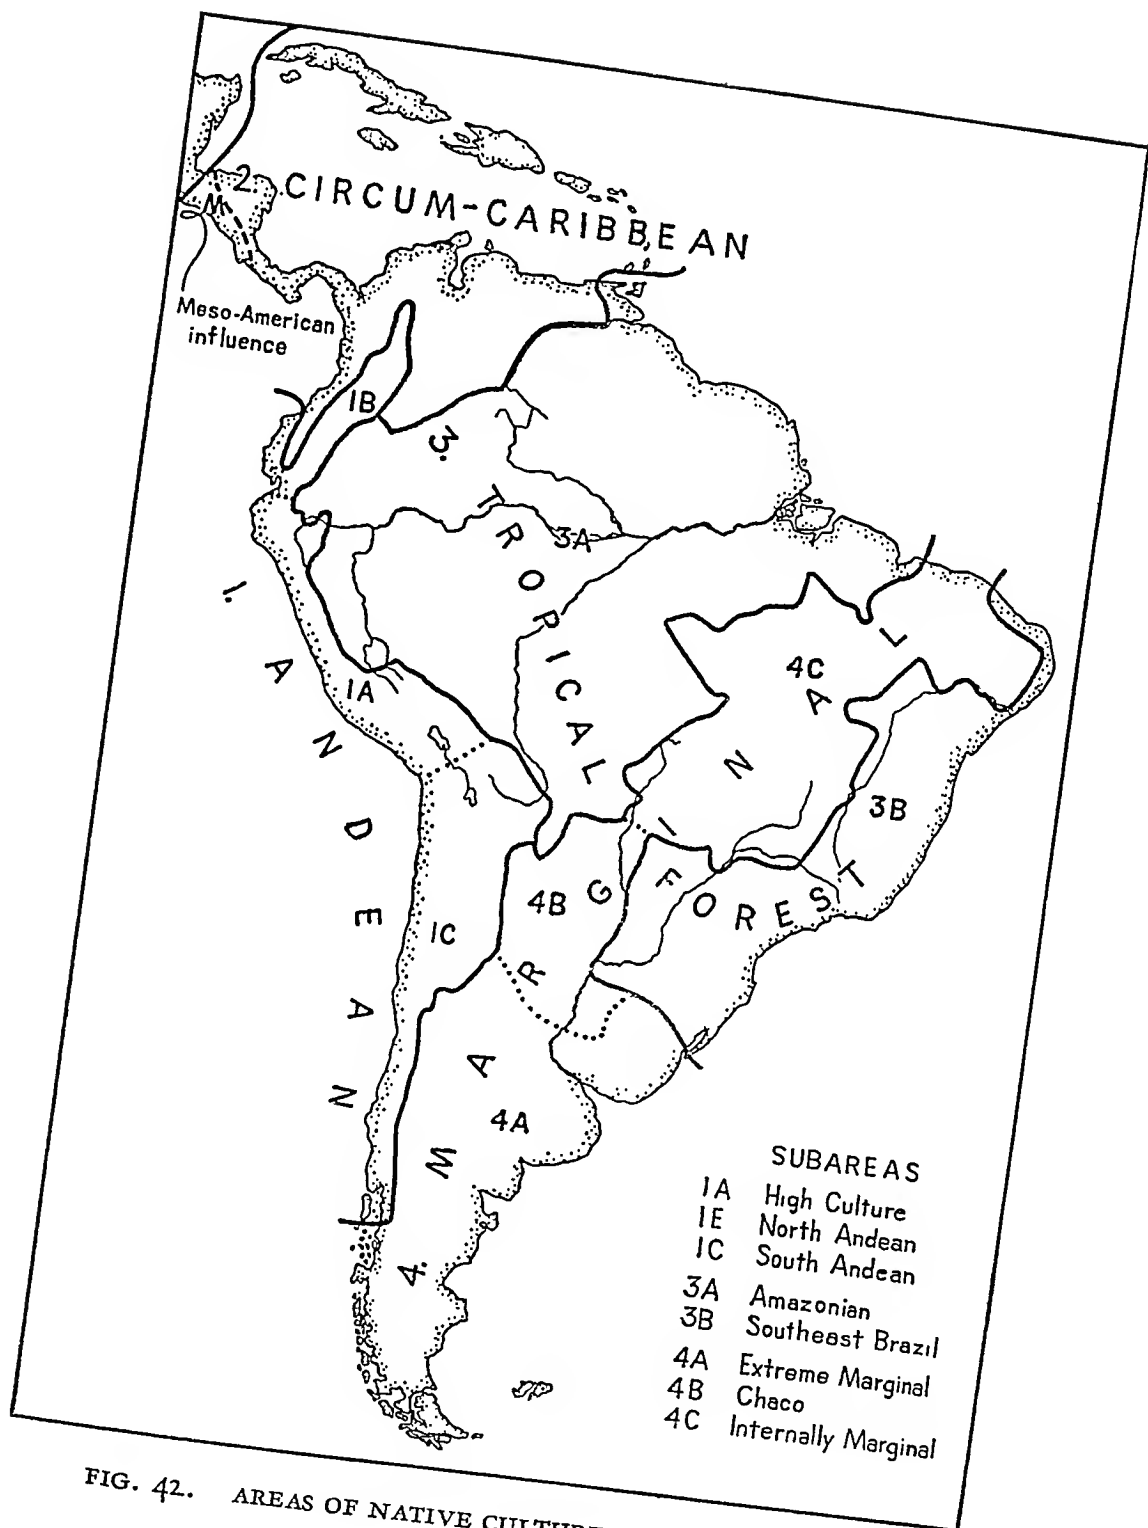 2. CIRCUM-CARIBBEAN
M
Meso-American
influence
1B
3. TROPICAL FOREST
3A
1. ANDEAN
1A
4C
3B
4B
1C
4. MARGINAL
4A
SUBAREAS
1A High Culture
1E North Andean
1C South Andean
3A Amazonian
3B Southeast Brazil
4A Extreme Marginal
4B Chaco
4C Internally Marginal
FIG. 42. AREAS OF NATIVE